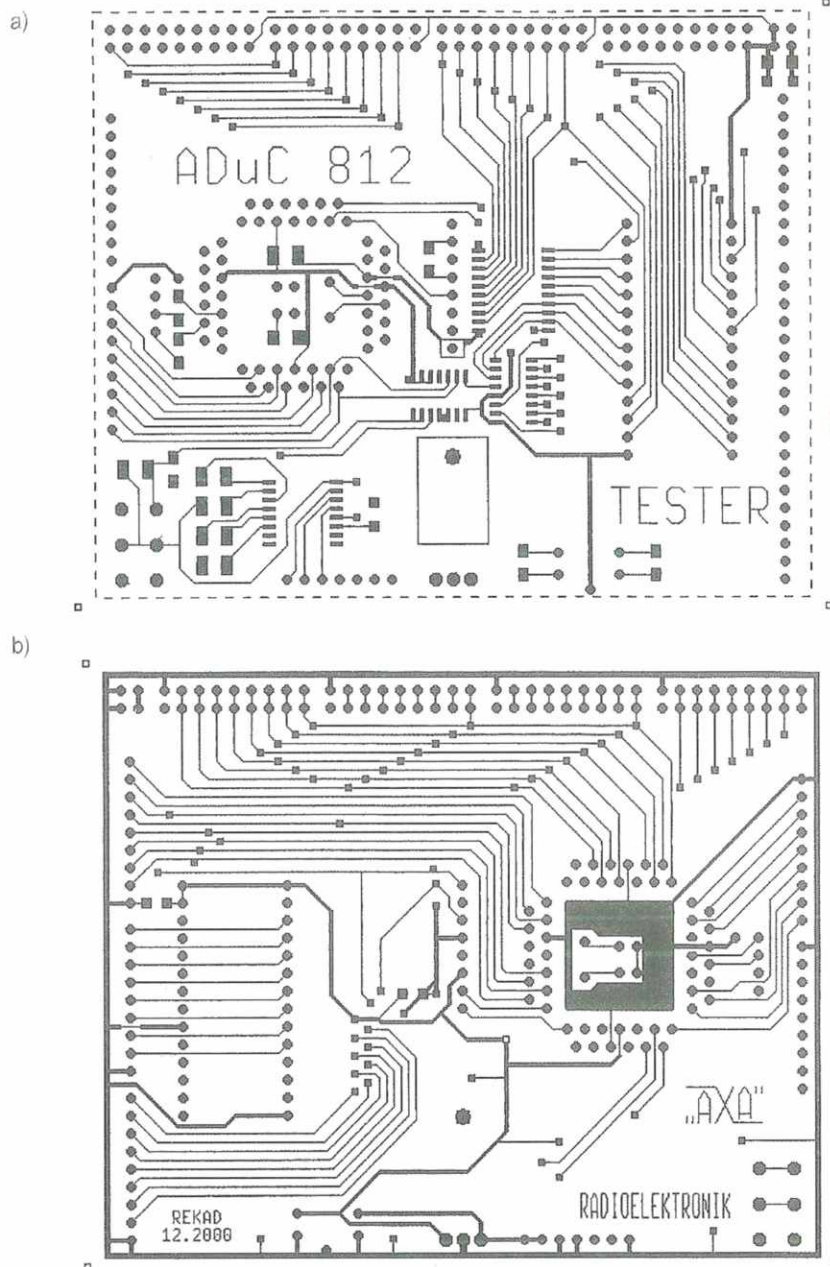 a)
ADuC 812
TESTER
b)
„AXA"
RADIOELEKTRONIK
REKAD
12.2000